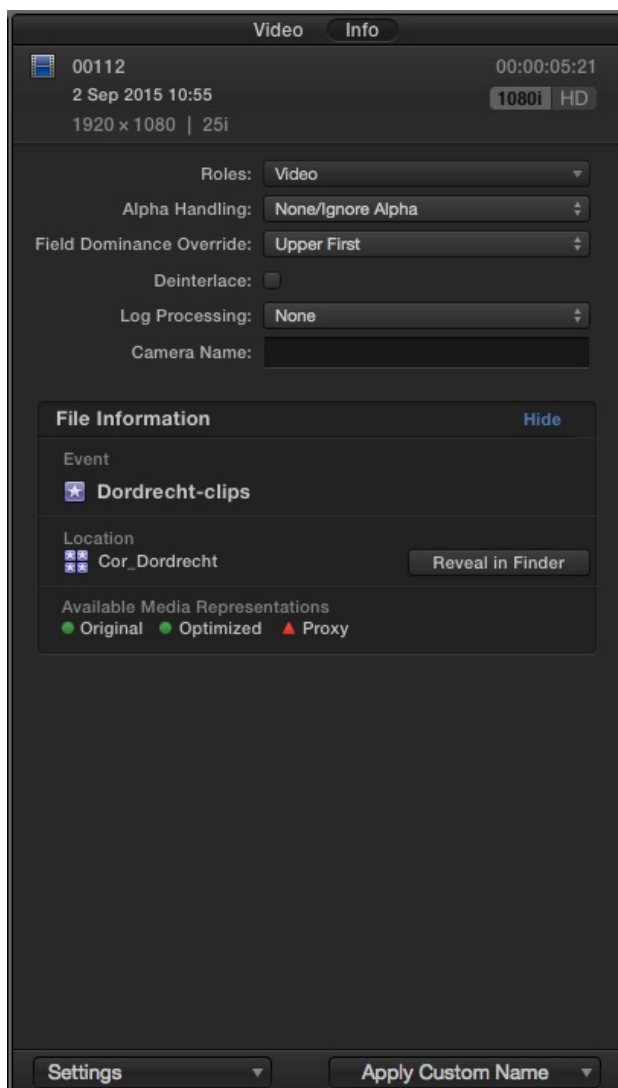 Video Info
00112 00:00:05:21
2 Sep 2015 10:55 1080i HD
1920 × 1080 | 25i
Roles: Video
Alpha Handling: None/Ignore Alpha
Field Dominance Override: Upper First
Deinterlace:
Log Processing: None
Camera Name:
File Information Hide
Event
Dordrecht-clips
Location
Cor_Dordrecht Reveal in Finder
Available Media Representations
Original Optimized Proxy
Settings Apply Custom Name